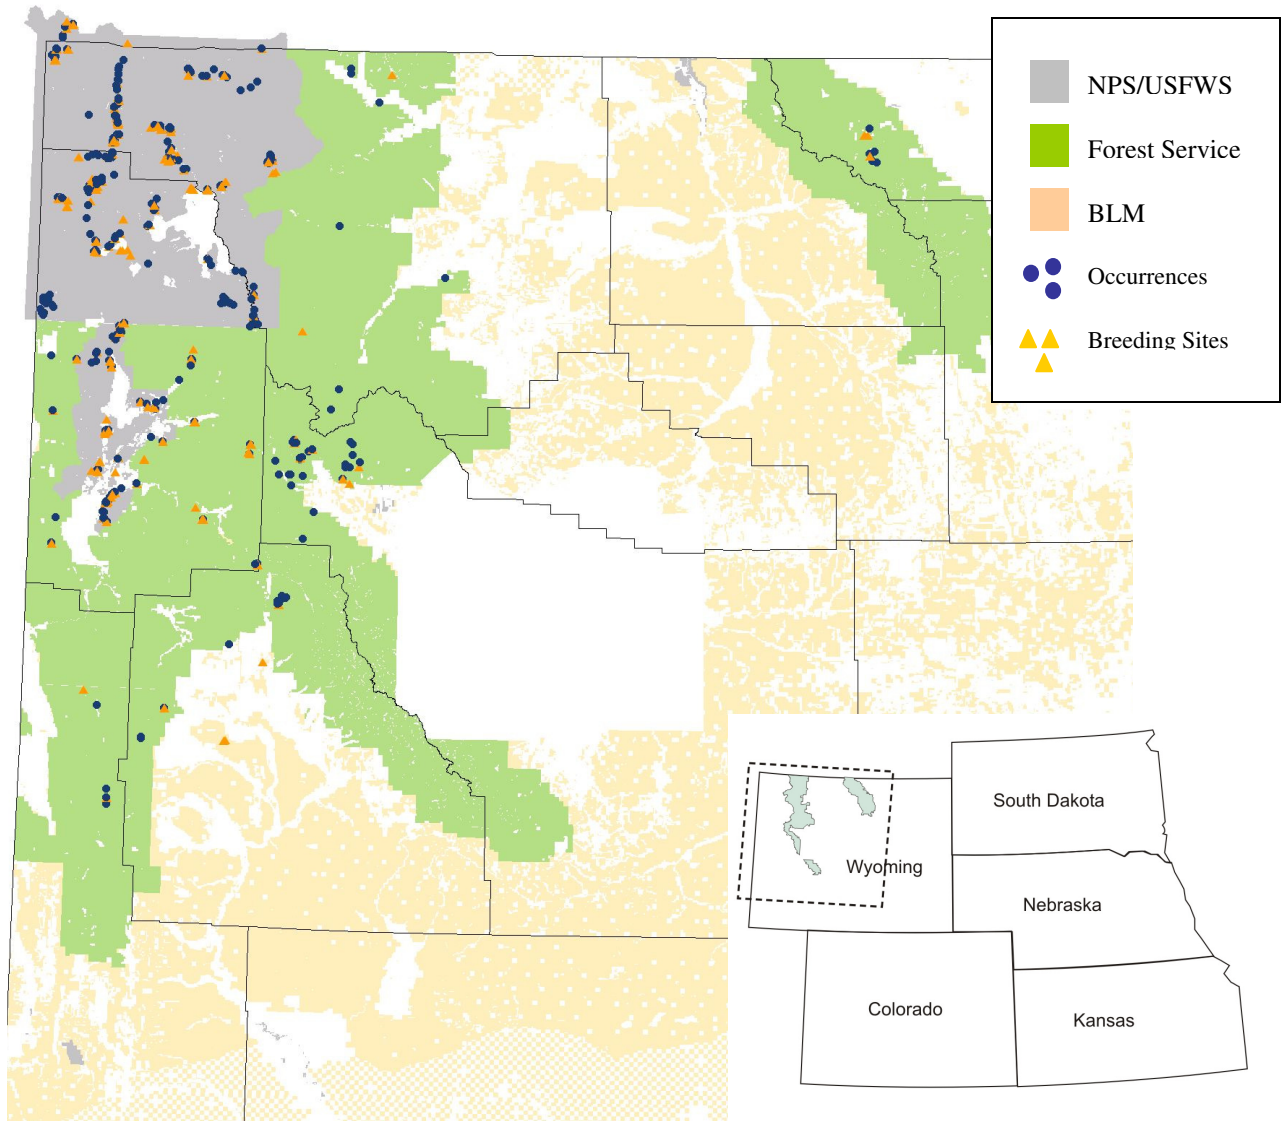 NPS/USFWS
Forest Service
BLM
Occurrences
Breeding Sites
South Dakota
Wyoming
Nebraska
Colorado
Kansas